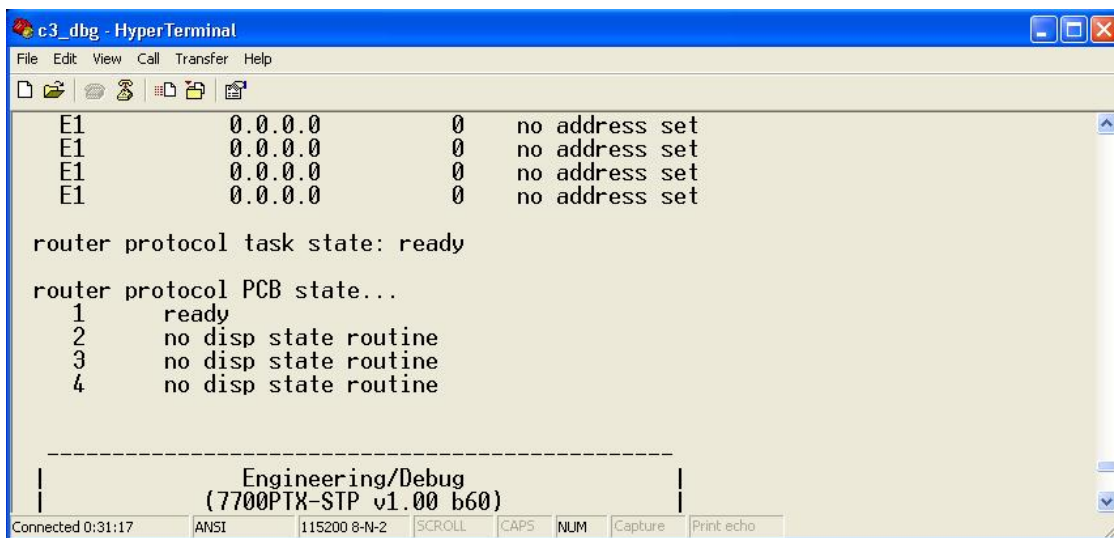 c3_dbg - HyperTerminal
File Edit View Call Transfer Help
E1 0.0.0.0 0 no address set
E1 0.0.0.0 0 no address set
E1 0.0.0.0 0 no address set
E1 0.0.0.0 0 no address set
router protocol task state: ready
router protocol PCB state...
1 ready
2 no disp state routine
3 no disp state routine
4 no disp state routine
Engineering/Debug
(7700PTX-STP v1.00 b60)
Connected 0:31:17 ANSI 115200 8-N-2 SCROLL CAPS NUM Capture Print echo